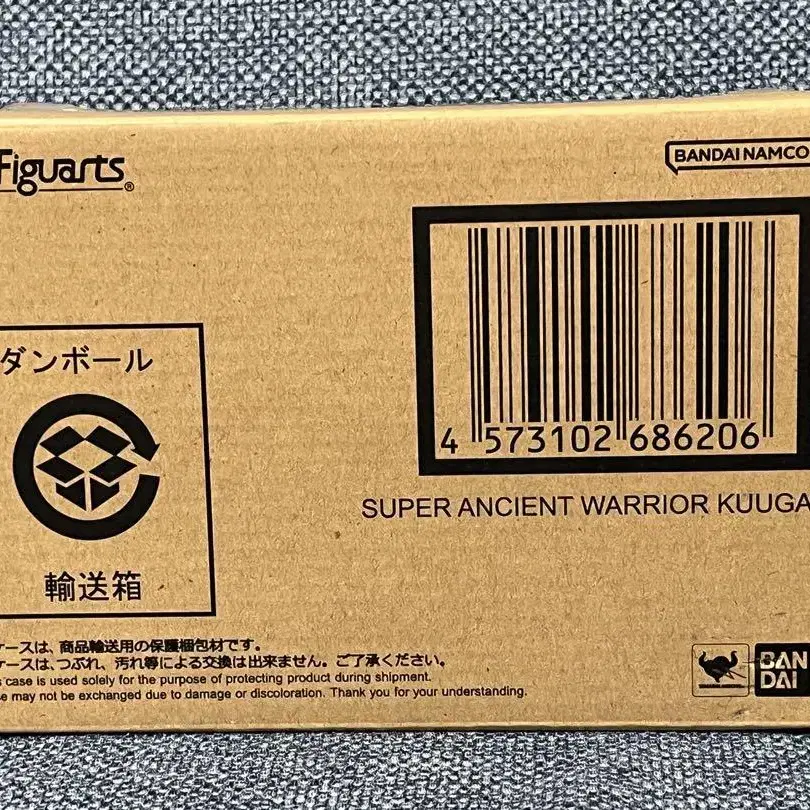 Figuarts®
BANDAI NAMCO
4 573102 686206
SUPER ANCIENT WARRIOR KUUGA
ダンボール
輸送箱
ケースは、商品輸送用の保護梱包材です。
ケースは、つぶれ、汚れ等による交換は出来ません。ご了承ください。
case is used solely for the purpose of protecting product during shipment.
may not be exchanged due to damage or discoloration. Thank you for your understanding.
BAN
DAI